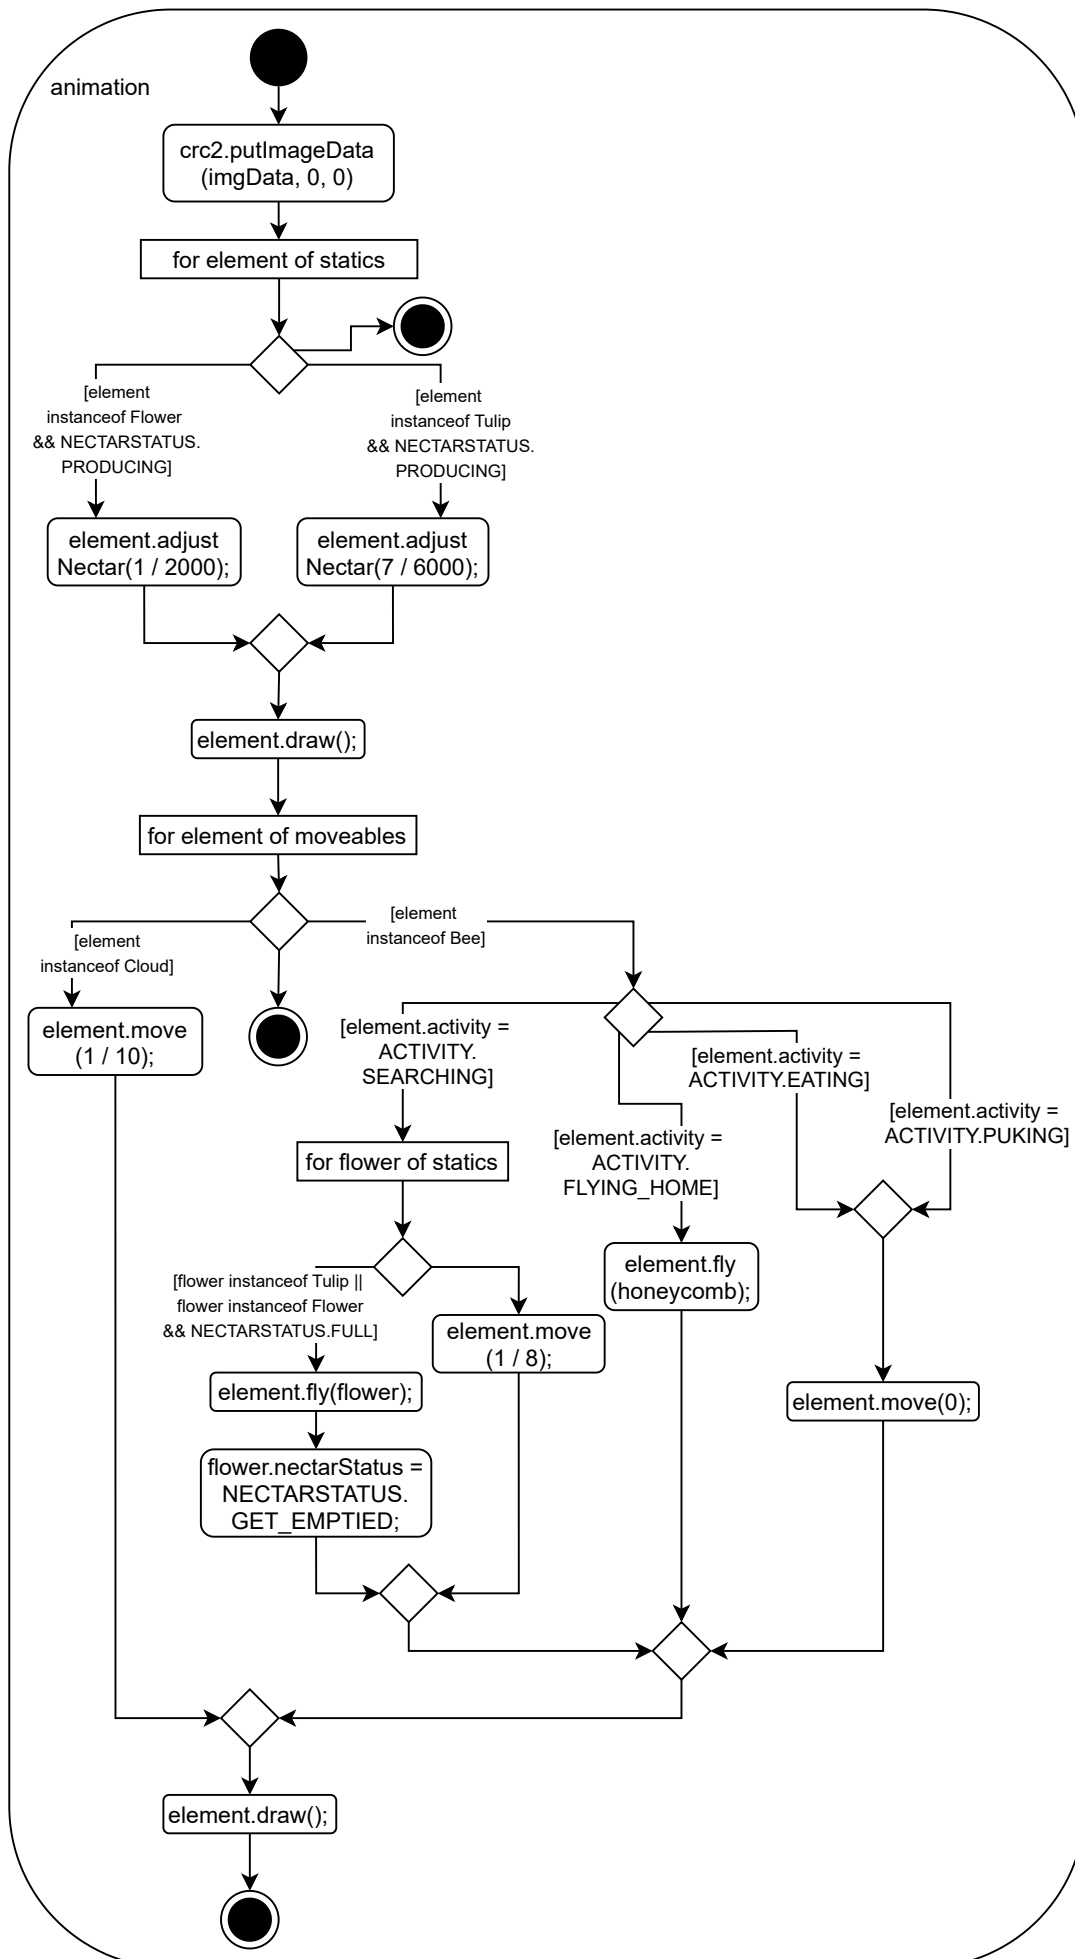 animation
crc2.putImageData
(imgData, 0, 0)
for element of statics
[element
instanceof Flower
&& NECTARSTATUS.
PRODUCING]
[element
instanceof Tulip
&& NECTARSTATUS.
PRODUCING]
element.adjust
Nectar(1 / 2000);
element.adjust
Nectar(7 / 6000);
element.draw();
for element of moveables
[element
instanceof Cloud]
[element
instanceof Bee]
element.move
(1 / 10);
[element.activity =
ACTIVITY.
SEARCHING]
[element.activity =
ACTIVITY.EATING]
[element.activity =
ACTIVITY.PUKING]
for flower of statics
[element.activity =
ACTIVITY.
FLYING_HOME]
[flower instanceof Tulip ||
flower instanceof Flower
&& NECTARSTATUS.FULL]
element.move
(1 / 8);
element.fly
(honeycomb);
element.fly(flower);
element.move(0);
flower.nectarStatus =
NECTARSTATUS.
GET_EMPTIED;
element.draw();